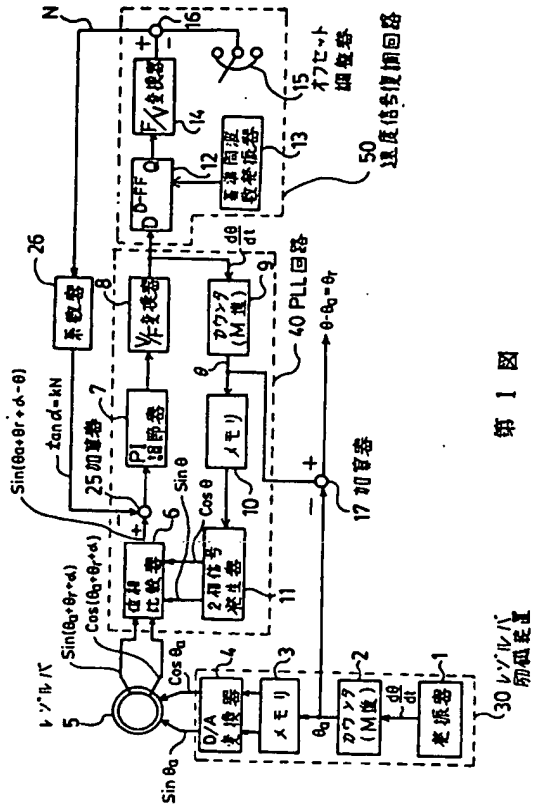 N
26
係数器
tanα=kN
Sin(θa+θr+α-θ)
25 加算器
+
-
16
15
オフセット
調整器
F/V変換器
14
D-FF
D
Q
12
基準周波
数発振器
13
50
速度信号復調回路
8
V/F変換器
dθ/dt
7
PI
調節器
カウンタ
(M進)
9
θ
40 PLL回路
メモリ
10
6
位相
比較器
Sin θ
Cos θ
2相信号
発生器
11
Sin(θa+θr+α)
Cos(θa+θr+α)
レゾルバ
5
Cos θa
Sin θa
4
D/A
変換器
3
メモリ
θa
2
カウンタ
(M進)
dθ/dt
1
発振器
30 レゾルバ
励磁装置
-
+
17 加算器
θ-θa=θr
第 1 図